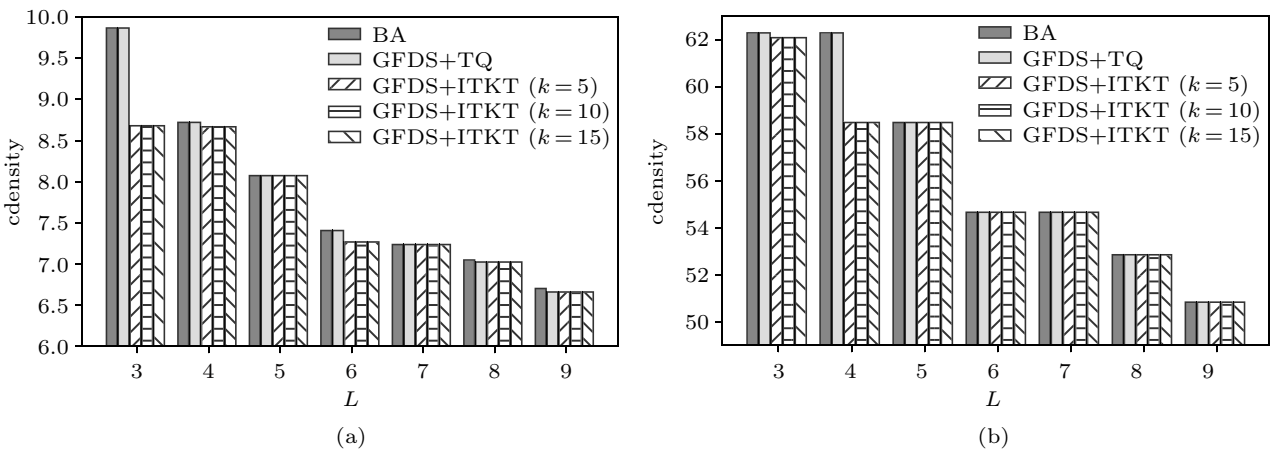 10.0
9.5
9.0
8.5
8.0
7.5
7.0
6.5
6.0
cdensity
BA
GFDS+TQ
GFDS+ITKT (k=5)
GFDS+ITKT (k=10)
GFDS+ITKT (k=15)
3 4 5 6 7 8 9
L
(a)
62
60
58
56
54
52
50
cdensity
BA
GFDS+TQ
GFDS+ITKT (k=5)
GFDS+ITKT (k=10)
GFDS+ITKT (k=15)
3 4 5 6 7 8 9
L
(b)